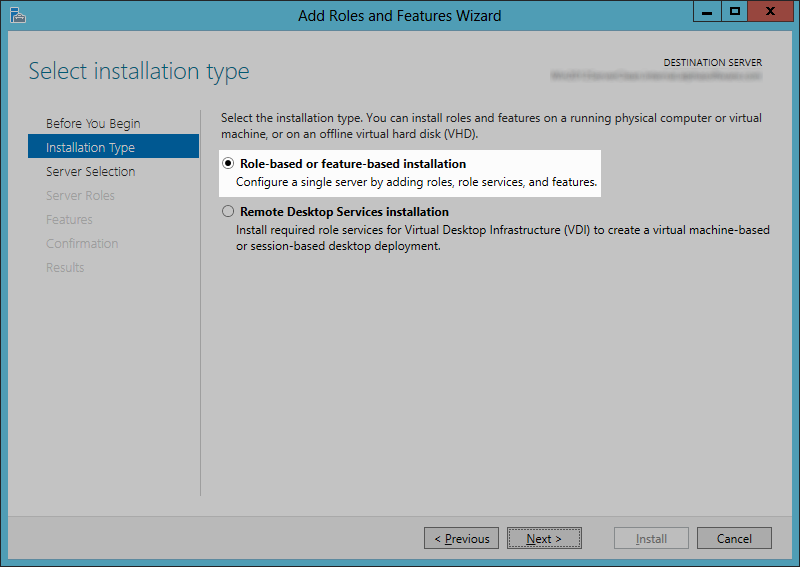 Add Roles and Features Wizard
Select installation type
DESTINATION SERVER
Before You Begin
Installation Type
Server Selection
Server Roles
Features
Confirmation
Results
Select the installation type. You can install roles and features on a running physical computer or virtual
machine, or on an offline virtual hard disk (VHD).
Role-based or feature-based installation
Configure a single server by adding roles, role services, and features.
Remote Desktop Services installation
Install required role services for Virtual Desktop Infrastructure (VDI) to create a virtual machine-based
or session-based desktop deployment.
< Previous
Next >
Install
Cancel